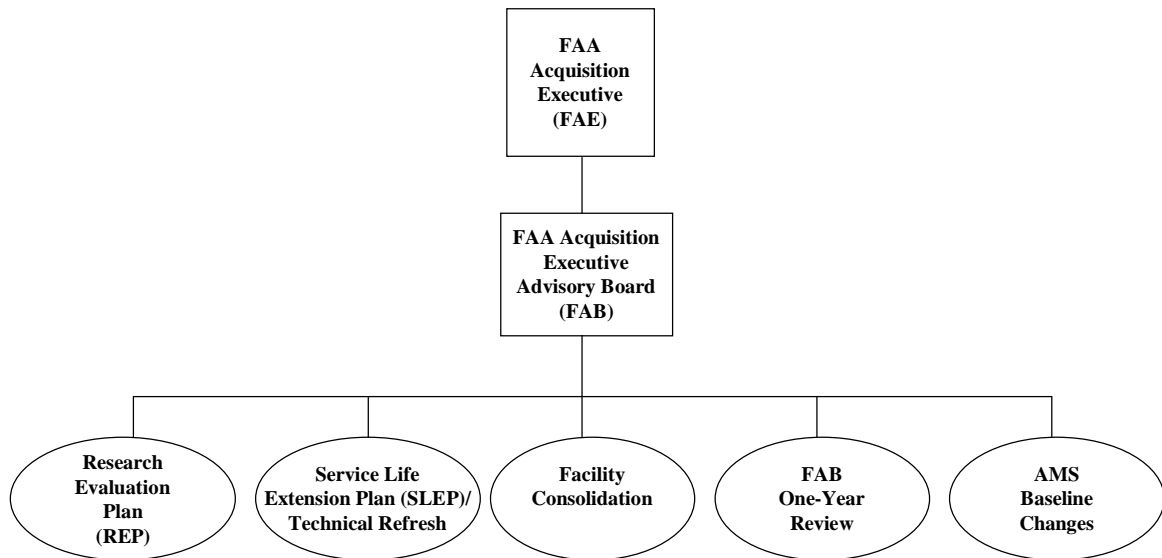 FAA
Acquisition
Executive
(FAE)
FAA Acquisition
Executive
Advisory Board
(FAB)
Research
Evaluation
Plan
(REP)
Service Life
Extension Plan (SLEP)/
Technical Refresh
Facility
Consolidation
FAB
One-Year
Review
AMS
Baseline
Changes